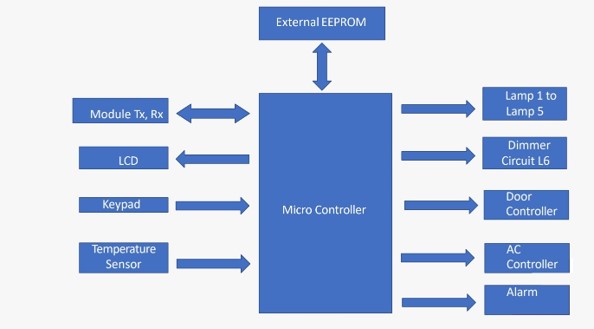 External EEPROM
Module Tx, Rx
LCD
Keypad
Temperature
Sensor
Micro Controller
Lamp 1 to
Lamp 5
Dimmer
Circuit L6
Door
Controller
AC
Controller
Alarm